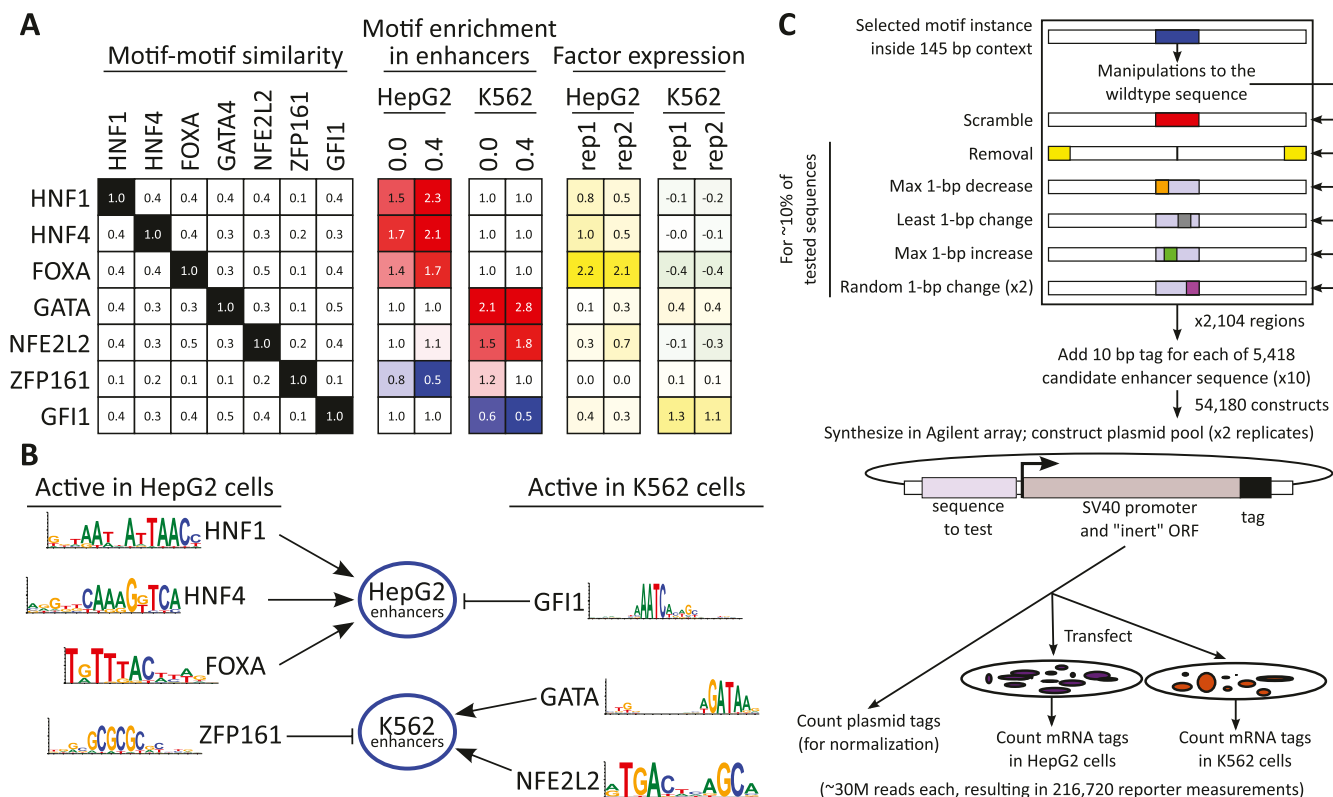 A
Motif-motif similarity
Motif enrichment
in enhancers
Factor expression
HepG2 K562 HepG2 K562
HNF1 HNF4 FOXA GATA4 NFE2L2 ZFP161 GFI1 0.0 0.4 0.0 0.4 rep1 rep2 rep1 rep2
HNF1 1.0 0.4 0.4 0.4 0.4 0.1 0.4 1.5 2.3 1.0 1.0 0.8 0.5 -0.1 -0.2
HNF4 0.4 1.0 0.4 0.3 0.3 0.2 0.3 1.7 2.1 1.0 1.0 1.0 0.5 -0.0 -0.1
FOXA 0.4 0.4 1.0 0.3 0.5 0.1 0.4 1.4 1.7 1.0 1.0 2.2 2.1 -0.4 -0.4
GATA 0.4 0.3 0.3 1.0 0.3 0.1 0.5 1.0 1.0 2.1 2.8 0.1 0.3 0.4 0.4
NFE2L2 0.4 0.3 0.5 0.3 1.0 0.2 0.4 1.0 1.1 1.5 1.8 0.3 0.7 -0.1 -0.3
ZFP161 0.1 0.2 0.1 0.1 0.2 1.0 0.1 0.8 0.5 1.2 1.0 0.0 0.0 0.1 0.1
GFI1 0.4 0.3 0.4 0.5 0.4 0.1 1.0 1.0 1.0 0.6 0.5 0.4 0.3 1.3 1.1
B
Active in HepG2 cells
Active in K562 cells
HNF1
HNF4
FOXA
ZFP161
HepG2
enhancers
K562
enhancers
GFI1
GATA
NFE2L2
C
Selected motif instance
inside 145 bp context
Manipulations to the
wildtype sequence
Scramble
For ~10% of
tested sequences
Removal
Max 1-bp decrease
Least 1-bp change
Max 1-bp increase
Random 1-bp change (x2)
x2,104 regions
Add 10 bp tag for each of 5,418
candidate enhancer sequence (x10)
54,180 constructs
Synthesize in Agilent array; construct plasmid pool (x2 replicates)
sequence
to test
SV40 promoter
and "inert" ORF
tag
Transfect
Count plasmid tags
(for normalization)
Count mRNA tags
in HepG2 cells
Count mRNA tags
in K562 cells
(~30M reads each, resulting in 216,720 reporter measurements)